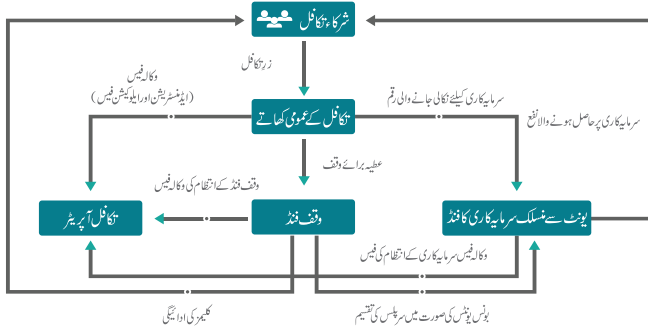 شرکاء تکافل
زرِ تکافل
وکالہ فیس
(ایڈمنسٹریشن اور ایلوکیشن فیس)
تکافل کے عمومی کھاتے
سرمایہ کاری کیلئے نکالی جانے والی رقم
سرمایہ کاری پر حاصل ہونے والا نفع
عطیہ برائے وقف
وقف فنڈ کے انتظام کی وکالہ فیس
تکافل آپریٹر
وقف فنڈ
یونٹ سے منسلک سرمایہ کاری کا فنڈ
وکالہ فیس سرمایہ کاری کے انتظام کی فیس
کلیمز کی ادائیگی
بونس یونٹس کی صورت میں سرپلس کی تقسیم